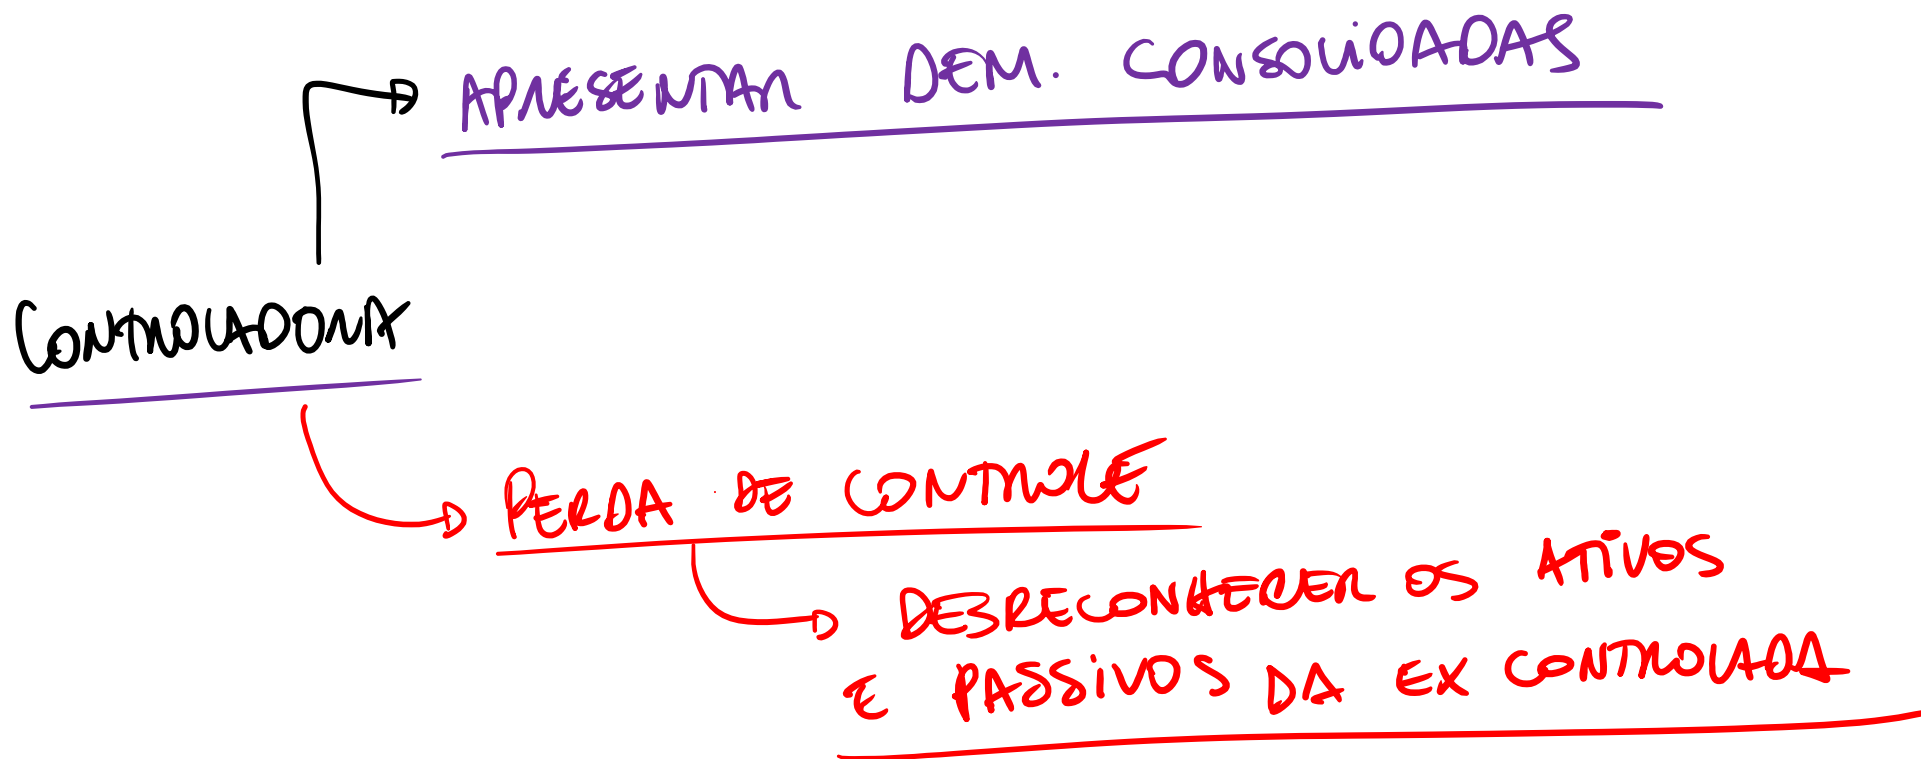 APRESENTAR DEM. CONSOLIDADAS
CONTROLADORA
PERDA DE CONTROLE
DESRECONHECER OS ATIVOS
E PASSIVOS DA EX CONTROLADA